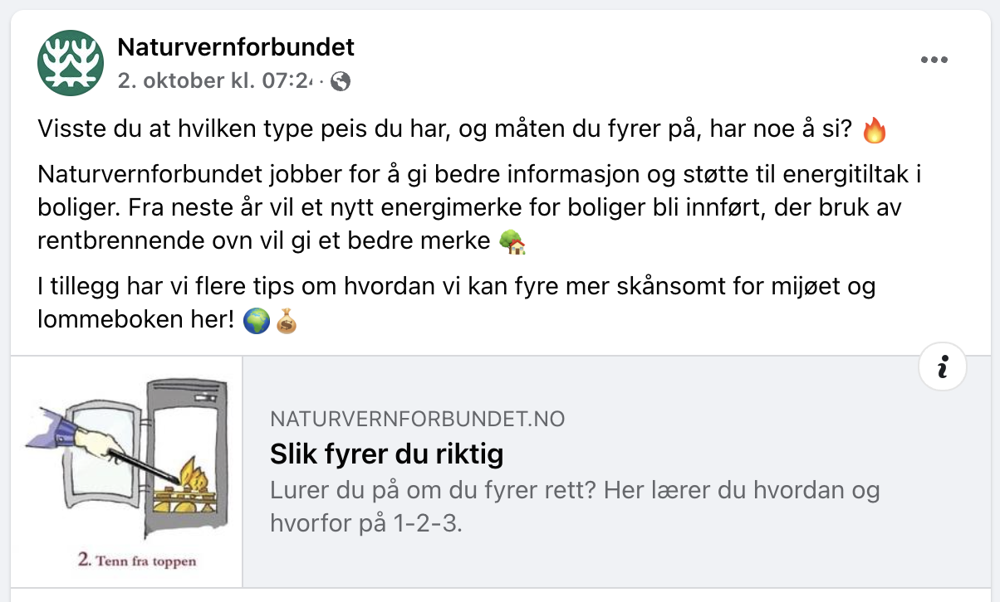 Naturvernforbundet
2. oktober kl. 07:2 ·
Visste du at hvilken type peis du har, og måten du fyrer på, har noe å si? 🔥
Naturvernforbundet jobber for å gi bedre informasjon og støtte til energitiltak i
boliger. Fra neste år vil et nytt energimerke for boliger bli innført, der bruk av
rentbrennende ovn vil gi et bedre merke 🏡
I tillegg har vi flere tips om hvordan vi kan fyre mer skånsomt for mijøet og
lommeboken her! 🌍💰
NATURVERNFORBUNDET.NO
Slik fyrer du riktig
Lurer du på om du fyrer rett? Her lærer du hvordan og
hvorfor på 1-2-3.
2. Tenn fra toppen